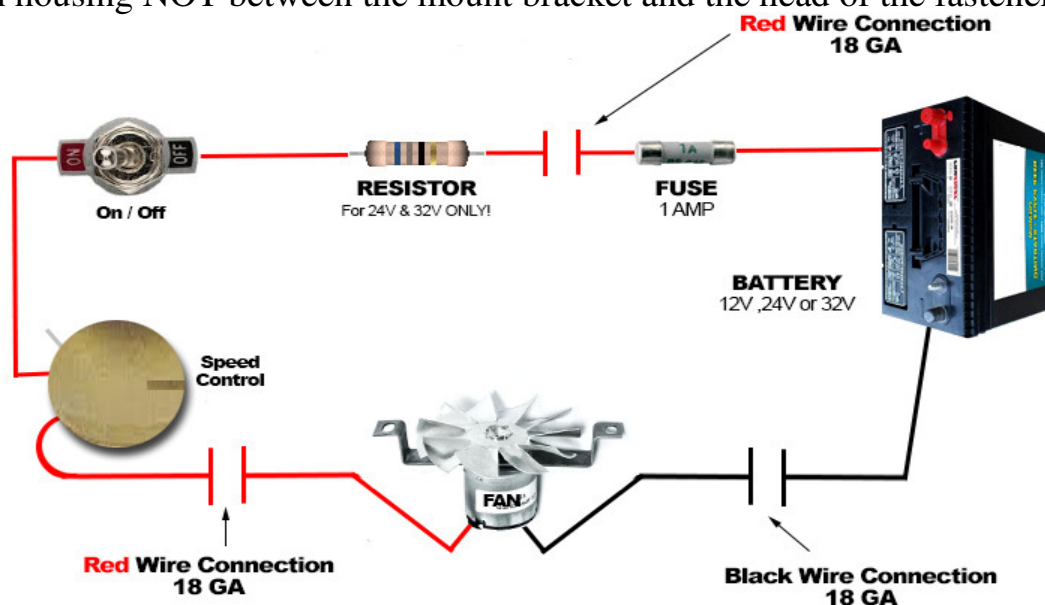 housing NOT between the mount bracket and the head of the fastener
Red Wire Connection
18 GA
ON
OFF
On / Off
RESISTOR
For 24V & 32V ONLY!
1A
FUSE
1 AMP
BATTERY
12V ,24V or 32V
Speed
Control
FAN
Red Wire Connection
18 GA
Black Wire Connection
18 GA